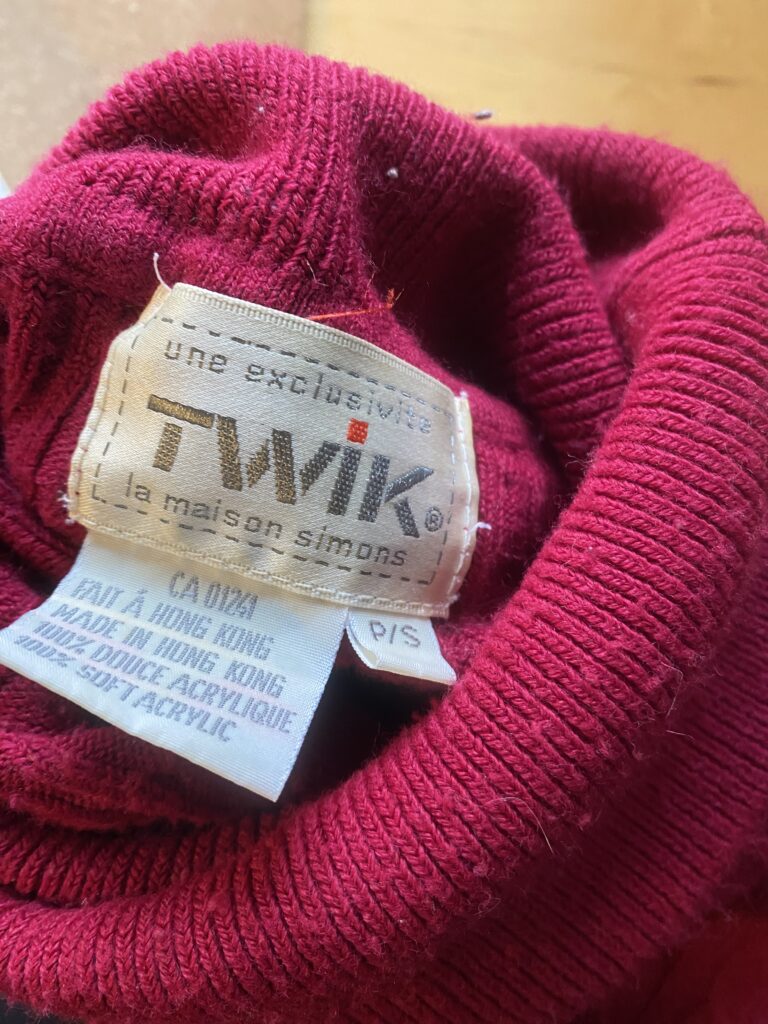 une exclusivite
TWiK®
la maison simons
P/S
CA 01241
FAIT À HONG KONG
MADE IN HONG KONG
100% DOUCE ACRYLIQUE
100% SOFT ACRYLIC